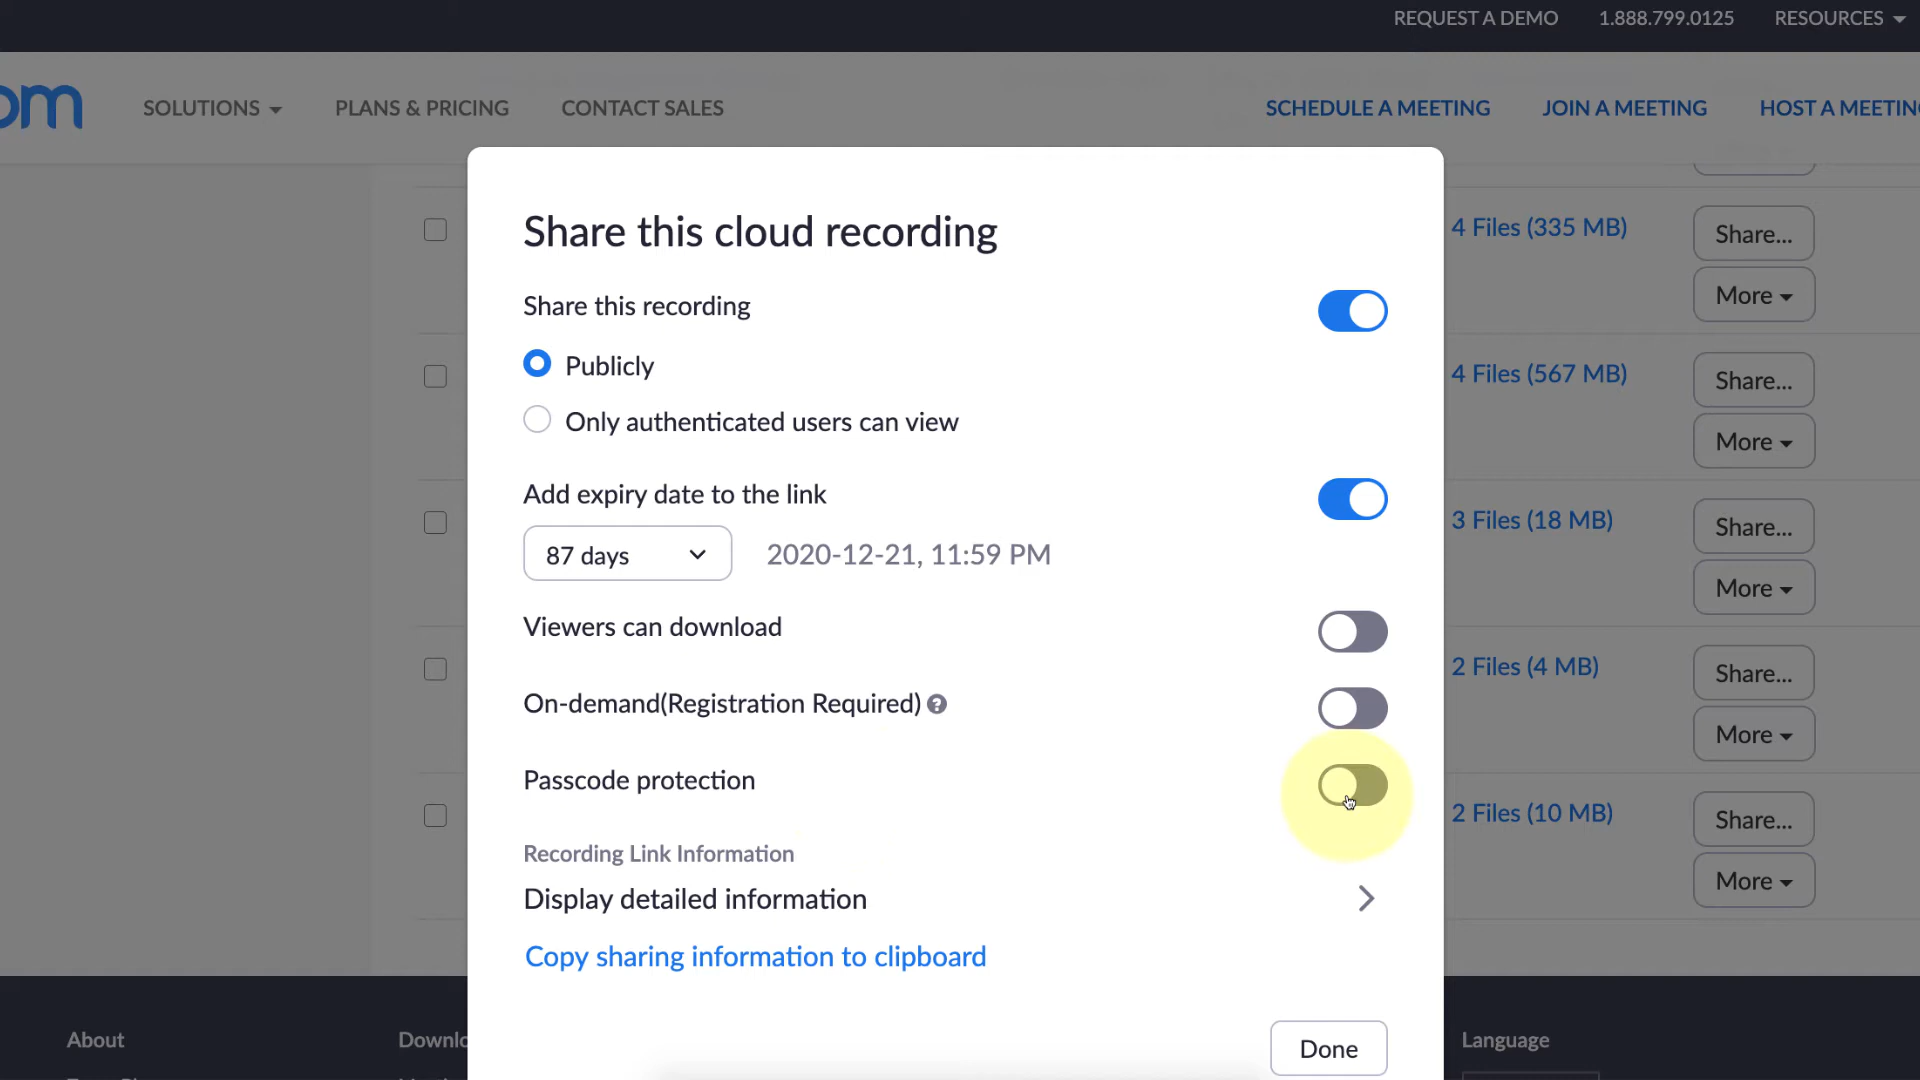 REQUEST A DEMO 1.888.799.0125 RESOURCES
om SOLUTIONS PLANS & PRICING CONTACT SALES SCHEDULE A MEETING JOIN A MEETING HOST A MEETIN
Share this cloud recording
Share this recording
Publicly
Only authenticated users can view
Add expiry date to the link
87 days 2020-12-21, 11:59 PM
Viewers can download
On-demand(Registration Required) ?
Passcode protection
Recording Link Information
Display detailed information
Copy sharing information to clipboard
Done
4 Files (335 MB) Share...
More
4 Files (567 MB) Share...
More
3 Files (18 MB) Share...
More
2 Files (4 MB) Share...
More
2 Files (10 MB) Share...
More
About Downlo Language